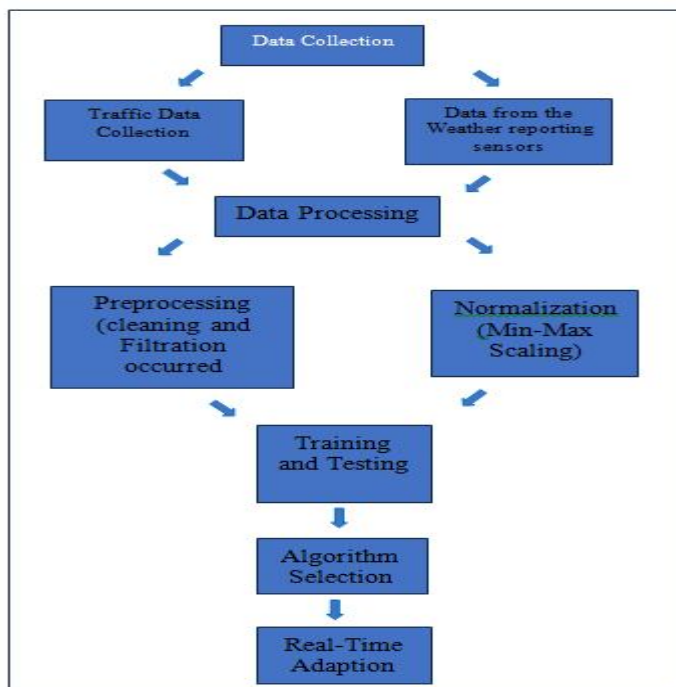 Data Collection
Traffic Data
Collection
Data from the
Weather reporting
sensors
Data Processing
Preprocessing
(cleaning and
Filtration
occurred
Normalization
(Min-Max
Scaling)
Training
and Testing
Algorithm
Selection
Real-Time
Adaption